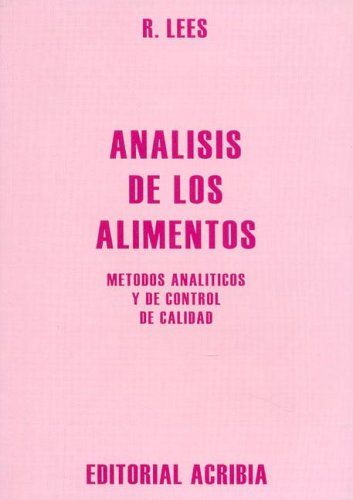 R. LEES
ANALISIS
DE LOS
ALIMENTOS
METODOS ANALITICOS
Y DE CONTROL
DE CALIDAD
EDITORIAL ACRIBIA